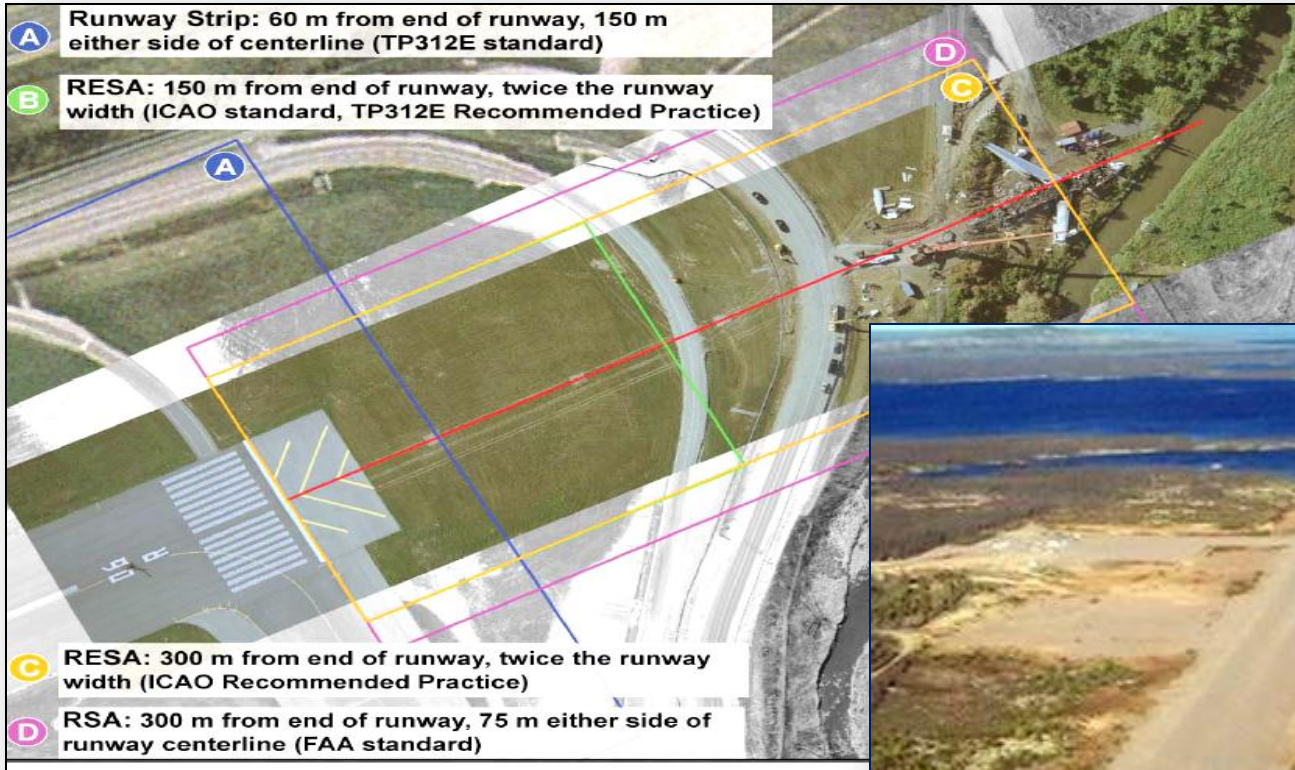 A
Runway Strip: 60 m from end of runway, 150 m
either side of centerline (TP312E standard)
D
B
RESA: 150 m from end of runway, twice the runway
width (ICAO standard, TP312E Recommended Practice)
C
A
06
R
C
RESA: 300 m from end of runway, twice the runway
width (ICAO Recommended Practice)
D
RSA: 300 m from end of runway, 75 m either side of
runway centerline (FAA standard)